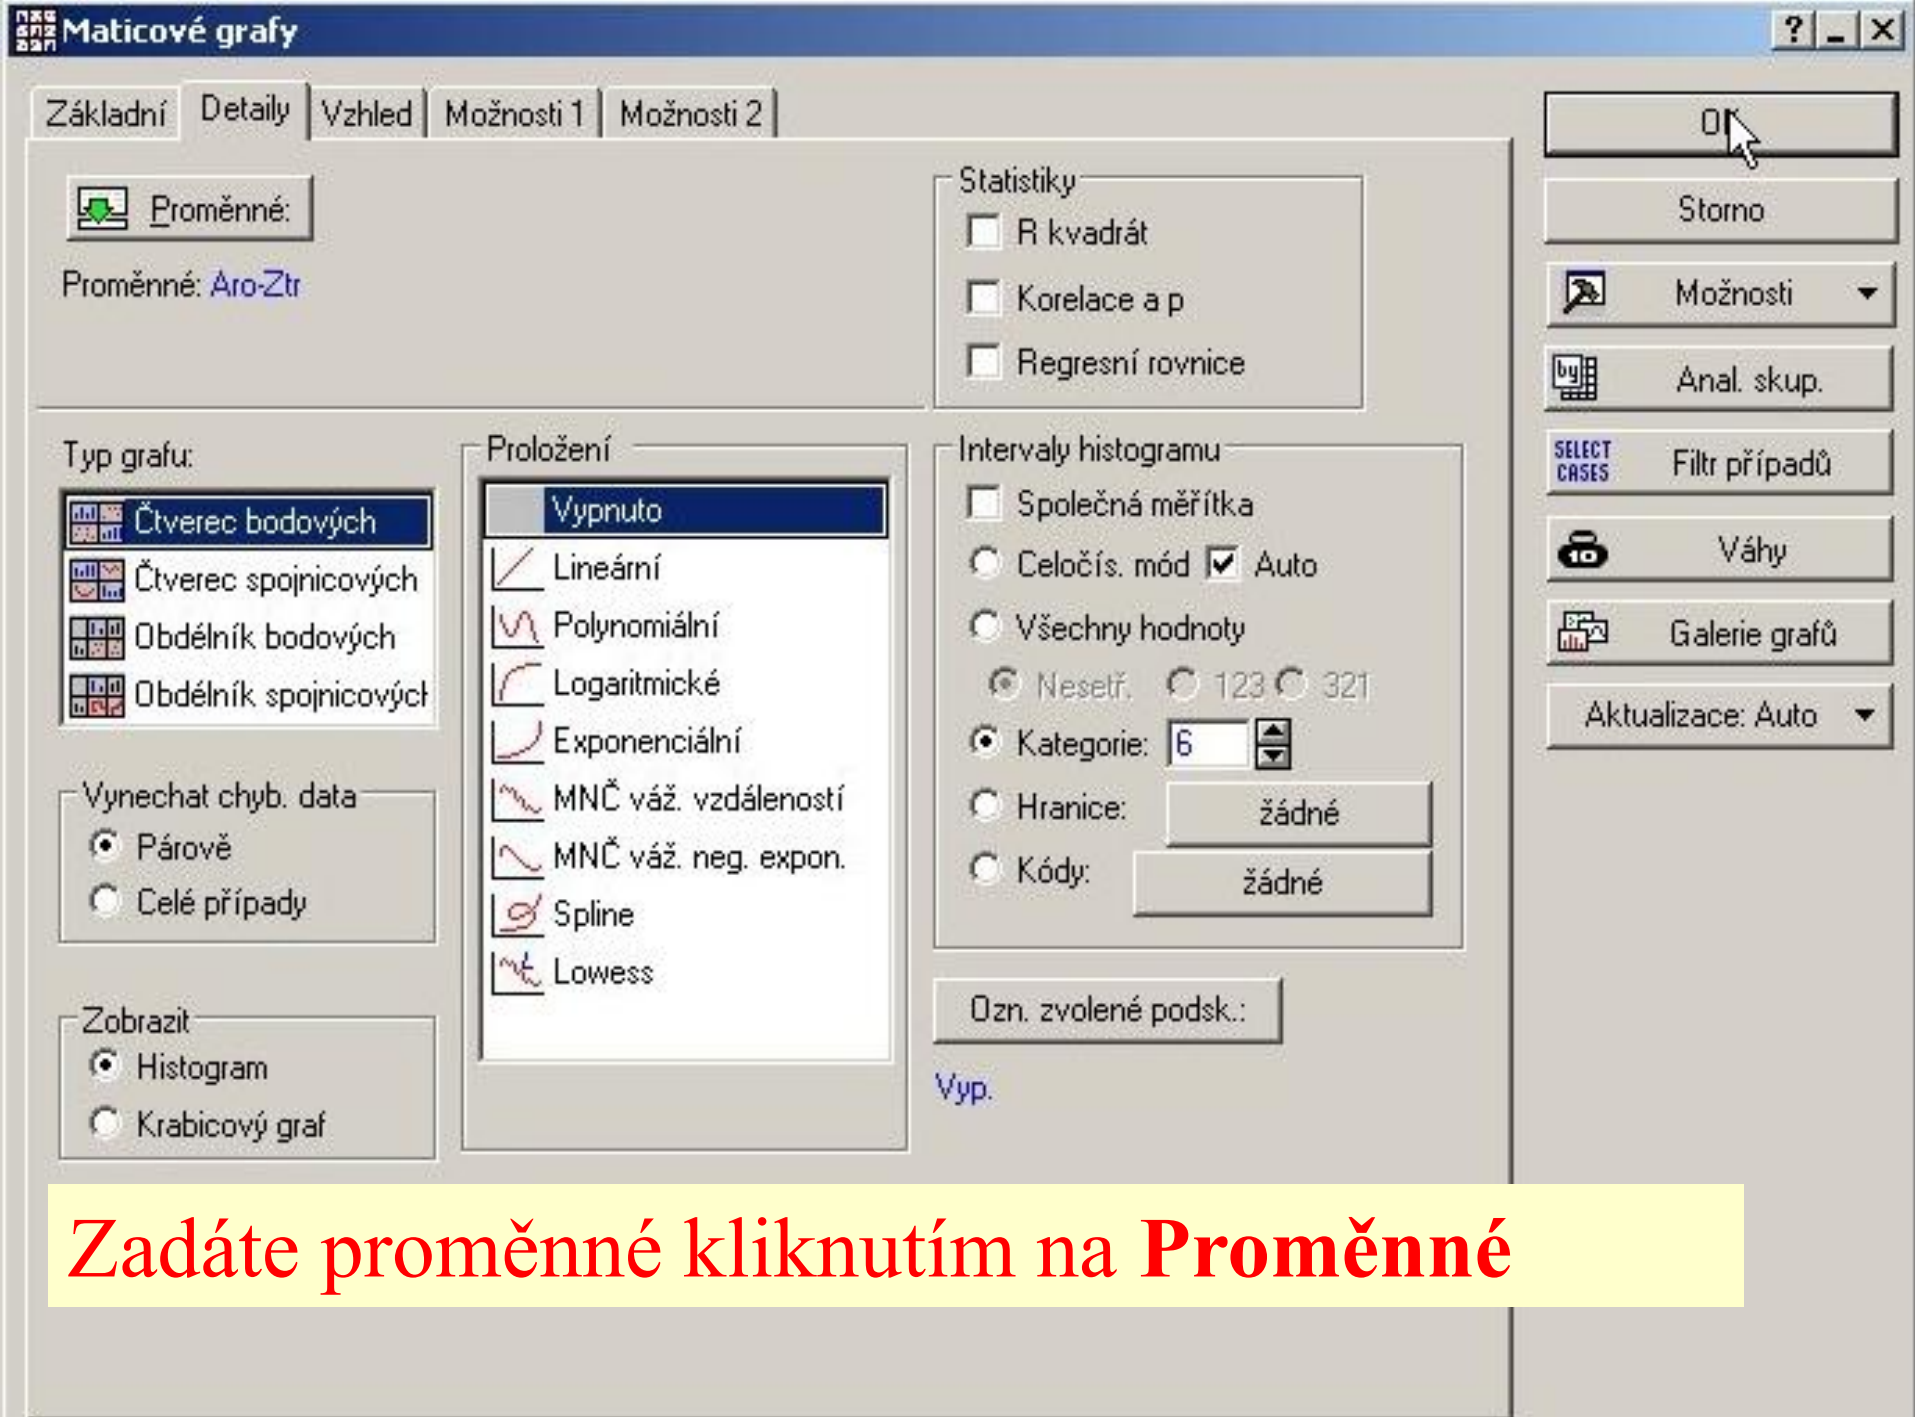 Maticové grafy
Základní Detaily Vzhled Možnosti 1 Možnosti 2
Proměnné:
Proměnné: Aro-Ztr
Statistiky
R kvadrát
Korelace a p
Regresní rovnice
Typ grafu:
Čtverec bodových
Čtverec spojnicových
Obdélník bodových
Obdélník spojnicových
Vynechat chyb. data
Párově
Celé případy
Zobrazit
Histogram
Krabicový graf
Proložení
Vypnuto
Lineární
Polynomiální
Logaritmické
Exponenciální
MNČ váž. vzdáleností
MNČ váž. neg. expon.
Spline
Lowess
Intervaly histogramu
Společná měřítka
Celočís. mód Auto
Všechny hodnoty
Nesetř. 123 321
Kategorie: 6
Hranice: žádné
Kódy: žádné
Ozn. zvolené podsk.:
Vyp.
OK
Storno
Možnosti
by Anal. skup.
SELECT
CASES
Filtr případů
10 Váhy
Galerie grafů
Aktualizace: Auto
Zadáte proměnné kliknutím na Proměnné